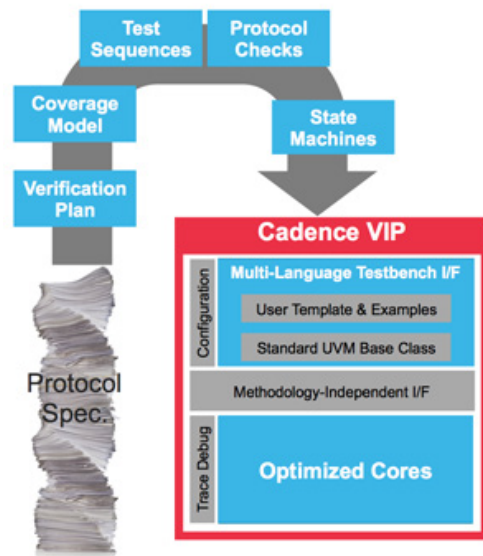 Test
Sequences
Protocol
Checks
Coverage
Model
State
Machines
Verification
Plan
Protocol
Spec.
Cadence VIP
Configuration
Multi-Language Testbench I/F
User Template & Examples
Standard UVM Base Class
Methodology-Independent I/F
Trace Debug
Optimized Cores